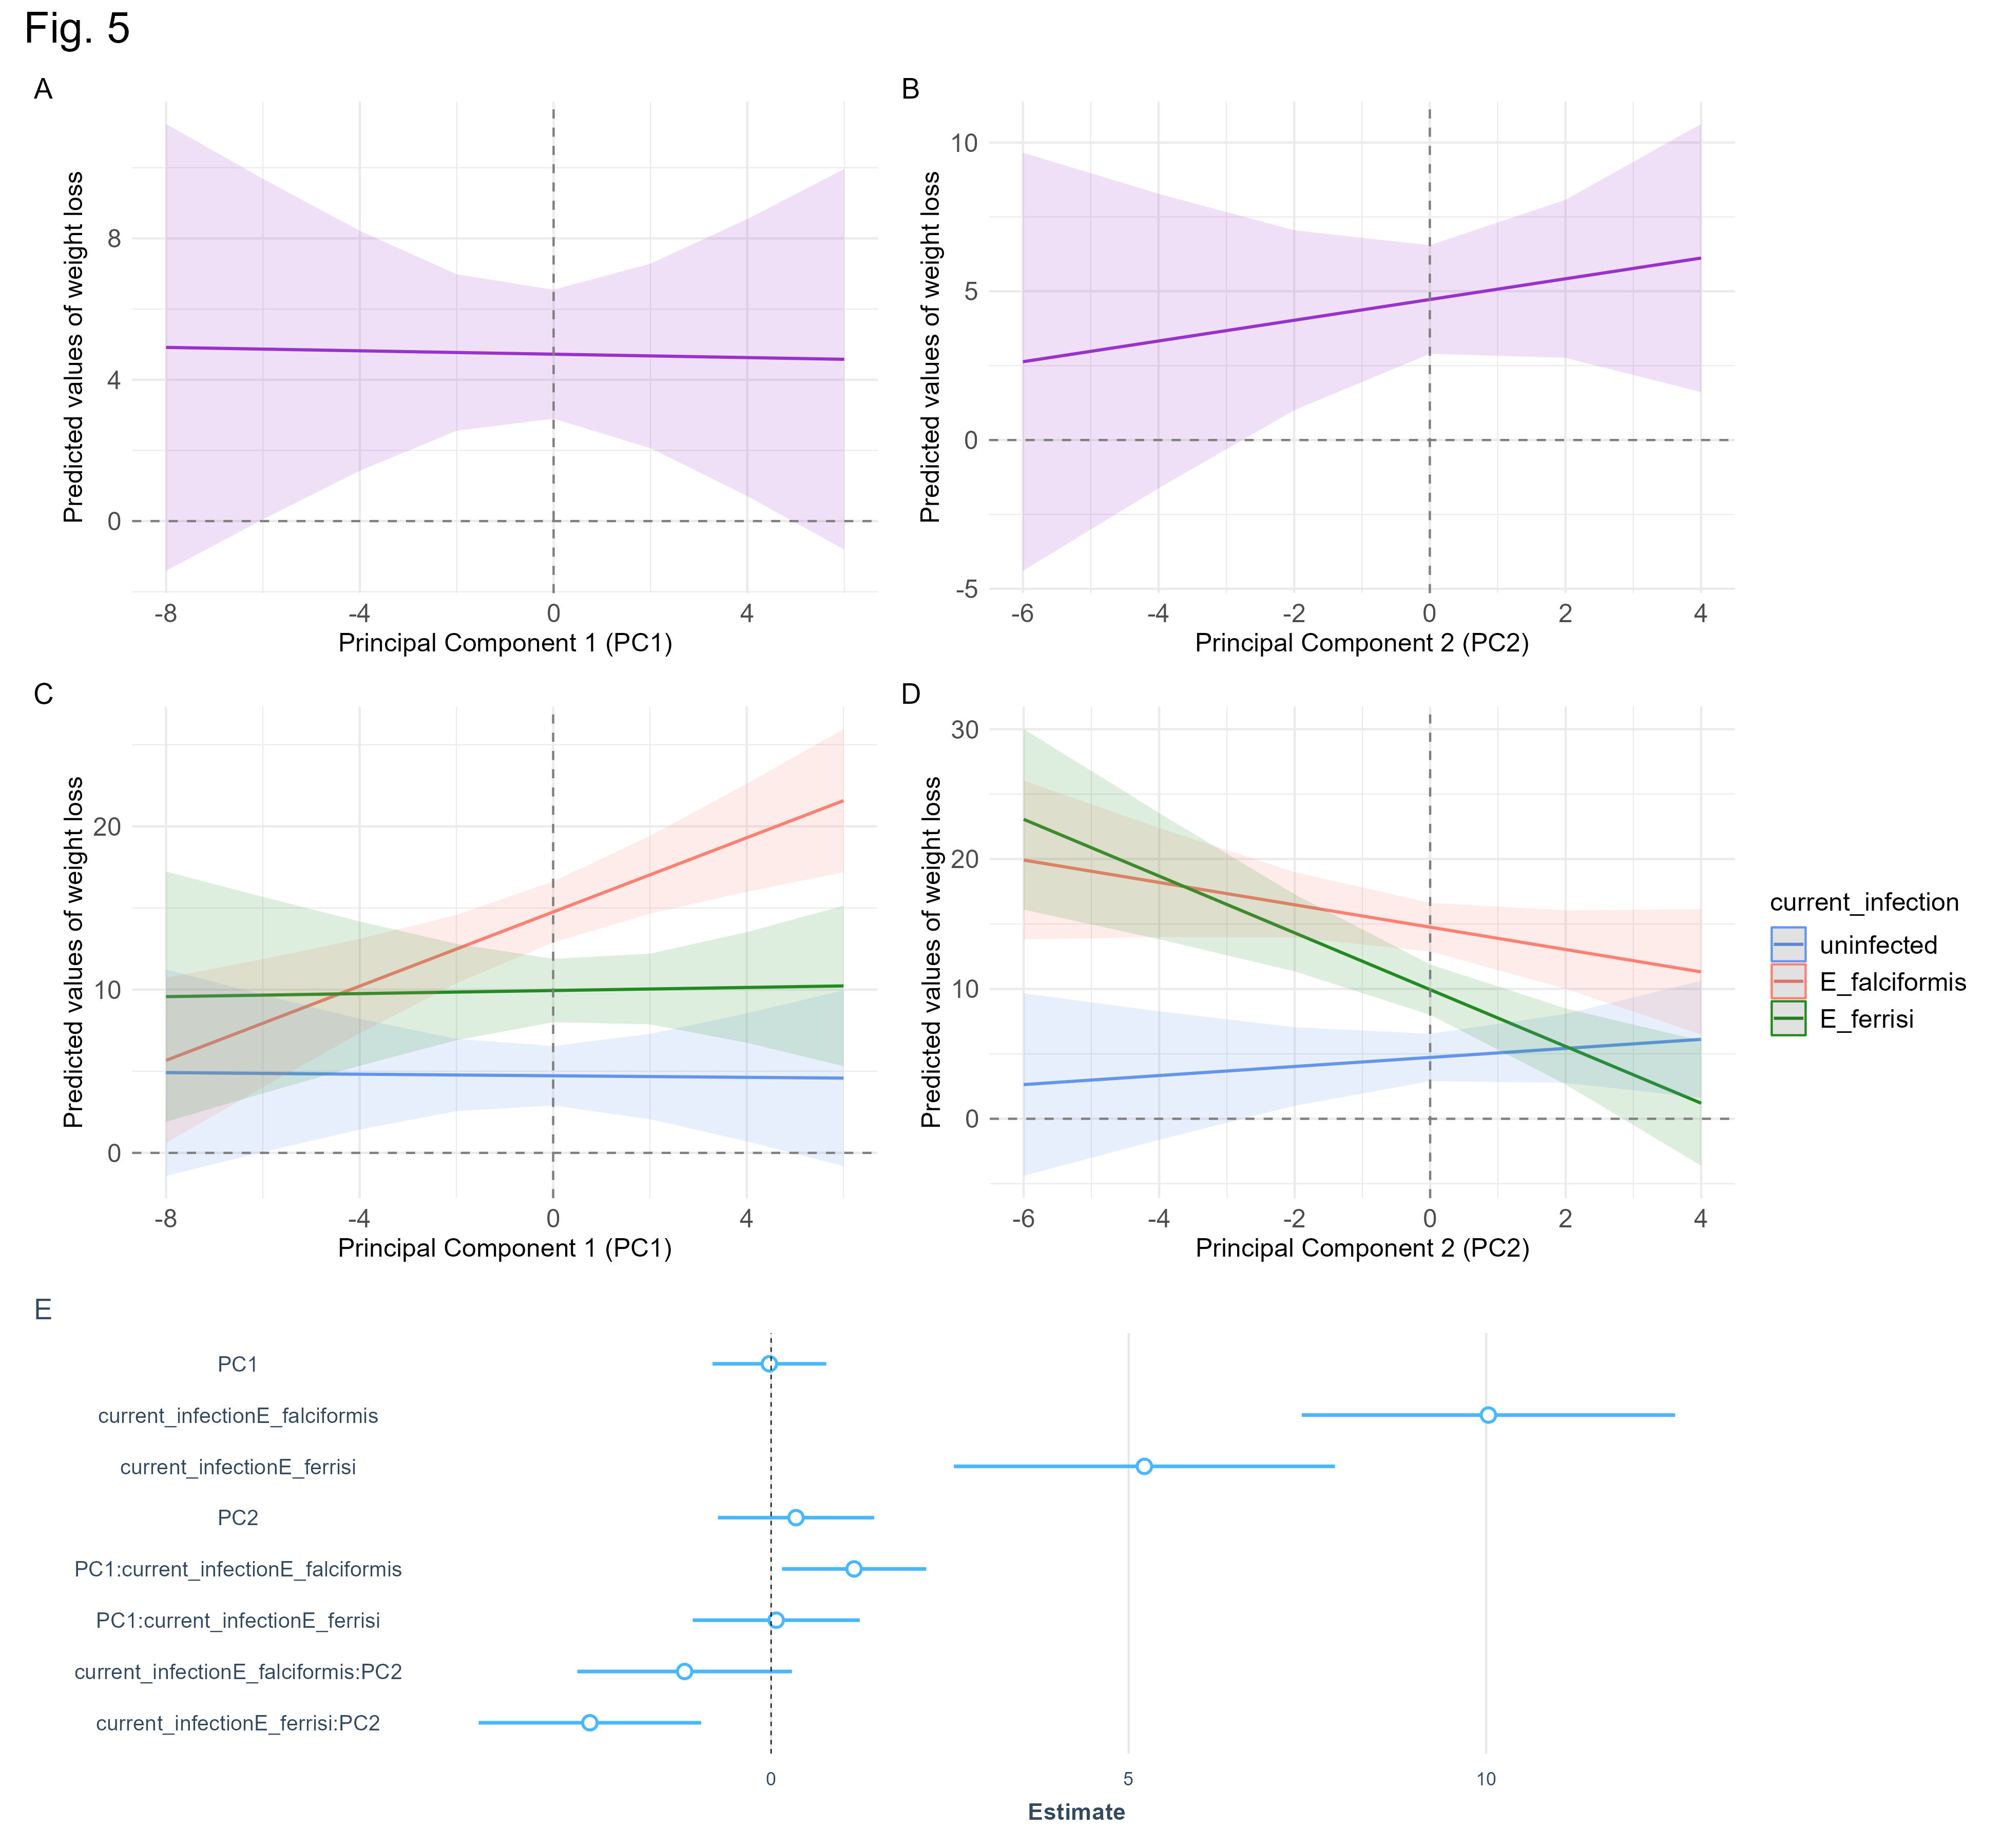 Fig. 5
A
Predicted values of weight loss
8
4
0
-8
-4
0
4
Principal Component 1 (PC1)
B
Predicted values of weight loss
10
5
0
-5
-6
-4
-2
0
2
4
Principal Component 2 (PC2)
C
Predicted values of weight loss
20
10
0
-8
-4
0
4
Principal Component 1 (PC1)
D
Predicted values of weight loss
30
20
10
0
-6
-4
-2
0
2
4
Principal Component 2 (PC2)
current_infection
uninfected
E_falciformis
E_ferrisi
E
PC1
current_infectionE_falciformis
current_infectionE_ferrisi
PC2
PC1:current_infectionE_falciformis
PC1:current_infectionE_ferrisi
current_infectionE_falciformis:PC2
current_infectionE_ferrisi:PC2
0
5
10
Estimate